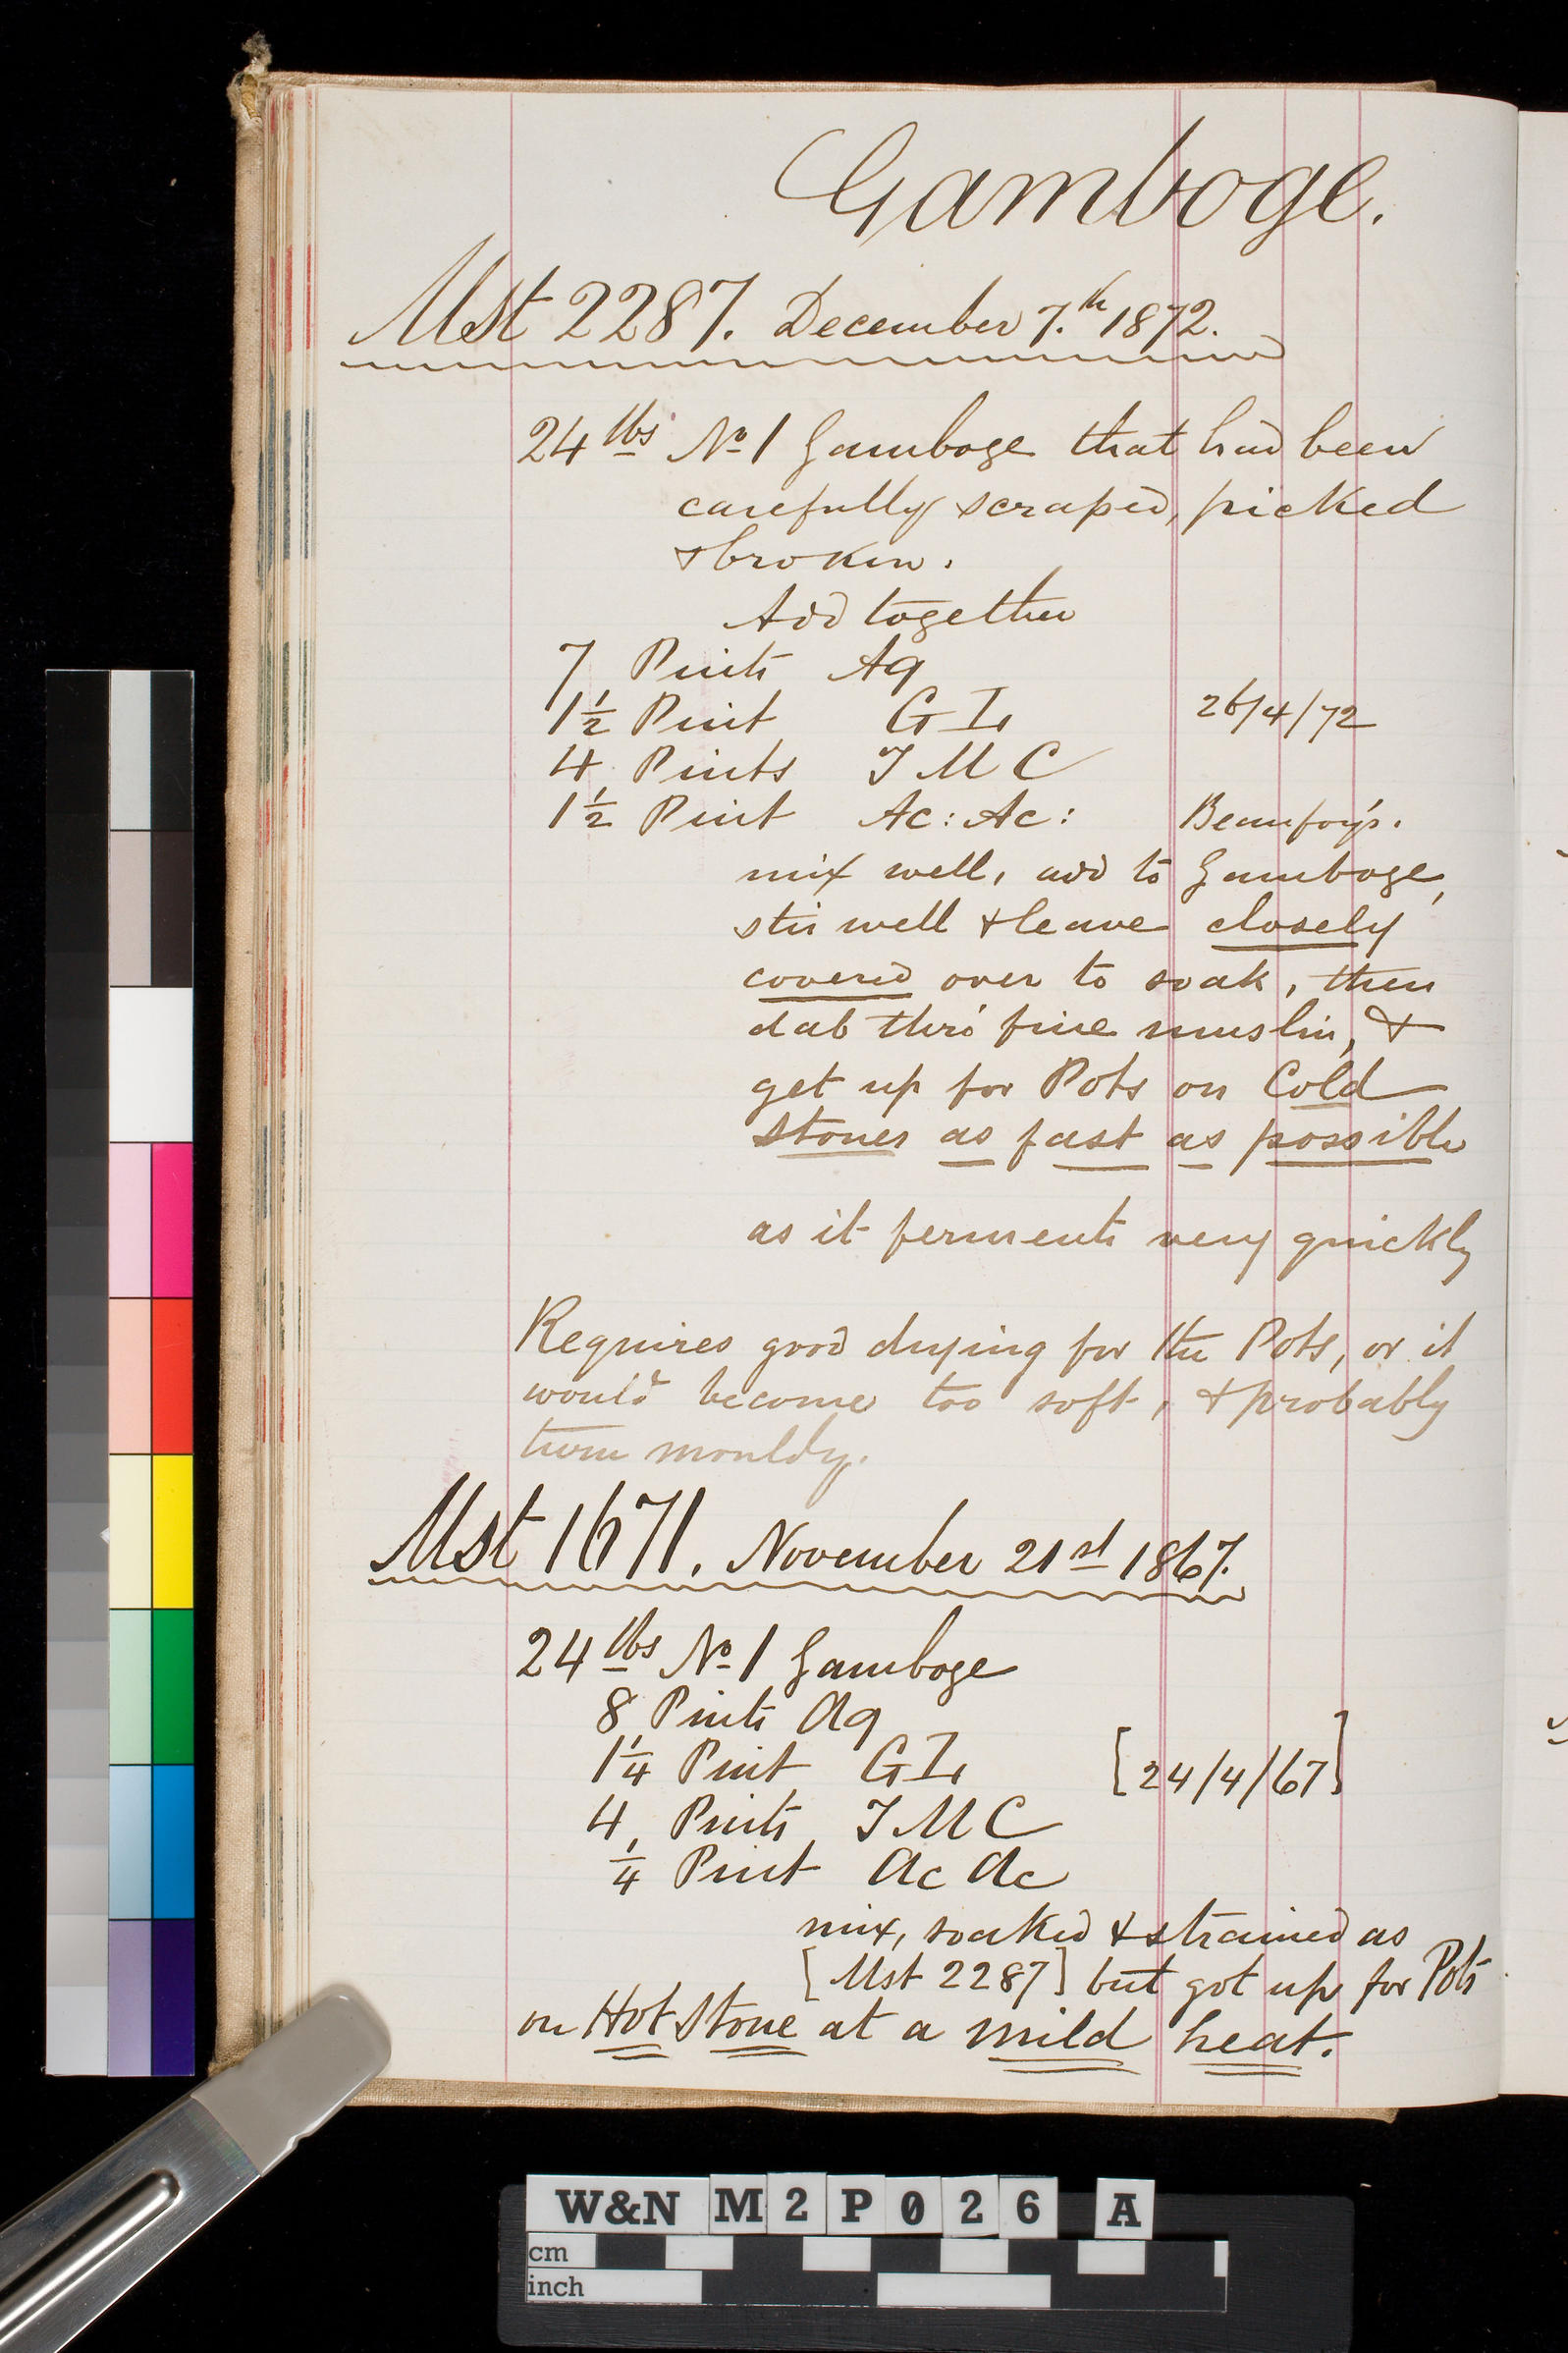 Gamboge.
Mst 2287. December 7.th 1872.
24 lbs No 1 Gamboge that had been
carefully scraped, picked
& broken.
Add together
7 Pints Aq
1 1/2 Pint G I, 26/4/72
4 Pints I M C
1 1/2 Pint Ac: Ac: Beaufoy's.
mix well, add to Gamboge,
stir well & leave closely
covered over to soak, then
dab thro' fine muslin, &
get up for Pots on Cold
stones as fast as possible
as it ferments very quickly
Requires good drying for the Pots, or it
would become too soft, & probably
turn mouldy.
Mst 1671. November 21st 1867.
24 lbs No 1 Gamboge
8 Pints Aq
1 1/4 Pint G I, [24/4/67]
4 Pints I M C
1/4 Pint Ac Ac
mix, soaked & strained as
[Mst 2287] but got up for Pots
on Hot Stone at a mild heat.
W&N M 2 P 0 2 6 A
cm
inch